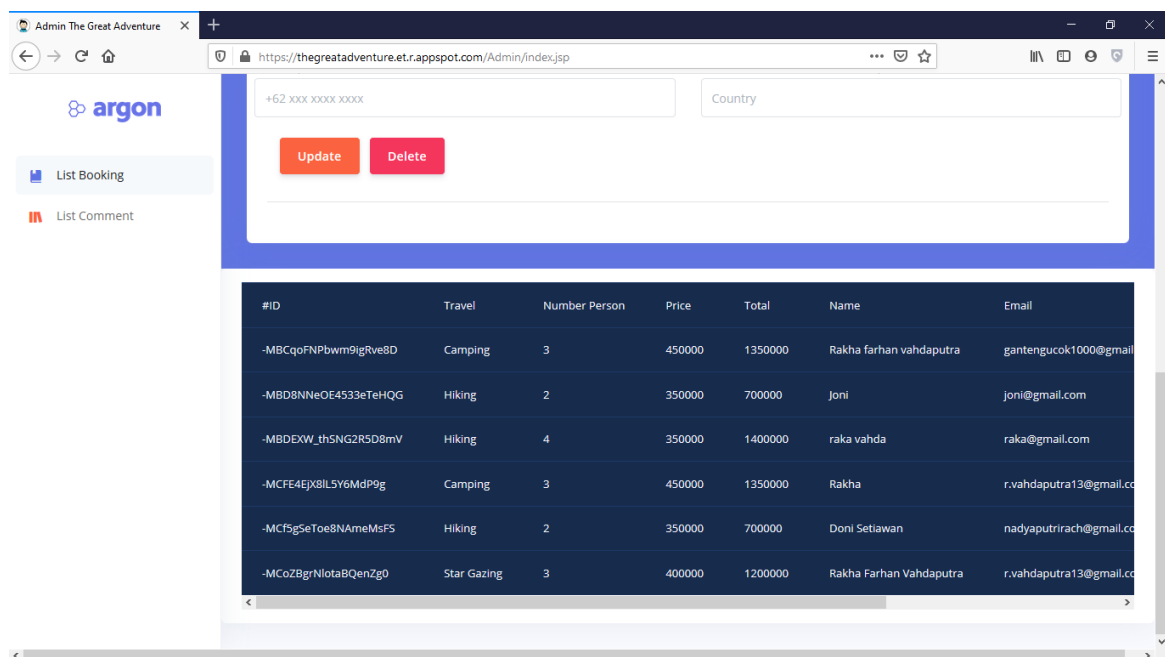 Admin The Great Adventure
https://thegreatadventure.et.r.appspot.com/Admin/index.jsp
argon
+62 xxx xxxx xxxx Country
Update Delete
List Booking
List Comment
#ID Travel Number Person Price Total Name Email
-MBCqoFNPbwm9igRve8D Camping 3 450000 1350000 Rakha farhan vahdaputra gantengucok1000@gmail
-MBD8NNeOE4533eTeHQG Hiking 2 350000 700000 Joni joni@gmail.com
-MBDEXW_thSNG2R5D8mV Hiking 4 350000 1400000 raka vahda raka@gmail.com
-MCFE4EjX8lL5Y6MdP9g Camping 3 450000 1350000 Rakha r.vahdaputra13@gmail.cc
-MCf5gSeToe8NAmeMsFS Hiking 2 350000 700000 Doni Setiawan nadyaputrirach@gmail.co
-MCoZBgrNlotaBQenZg0 Star Gazing 3 400000 1200000 Rakha Farhan Vahdaputra r.vahdaputra13@gmail.cc